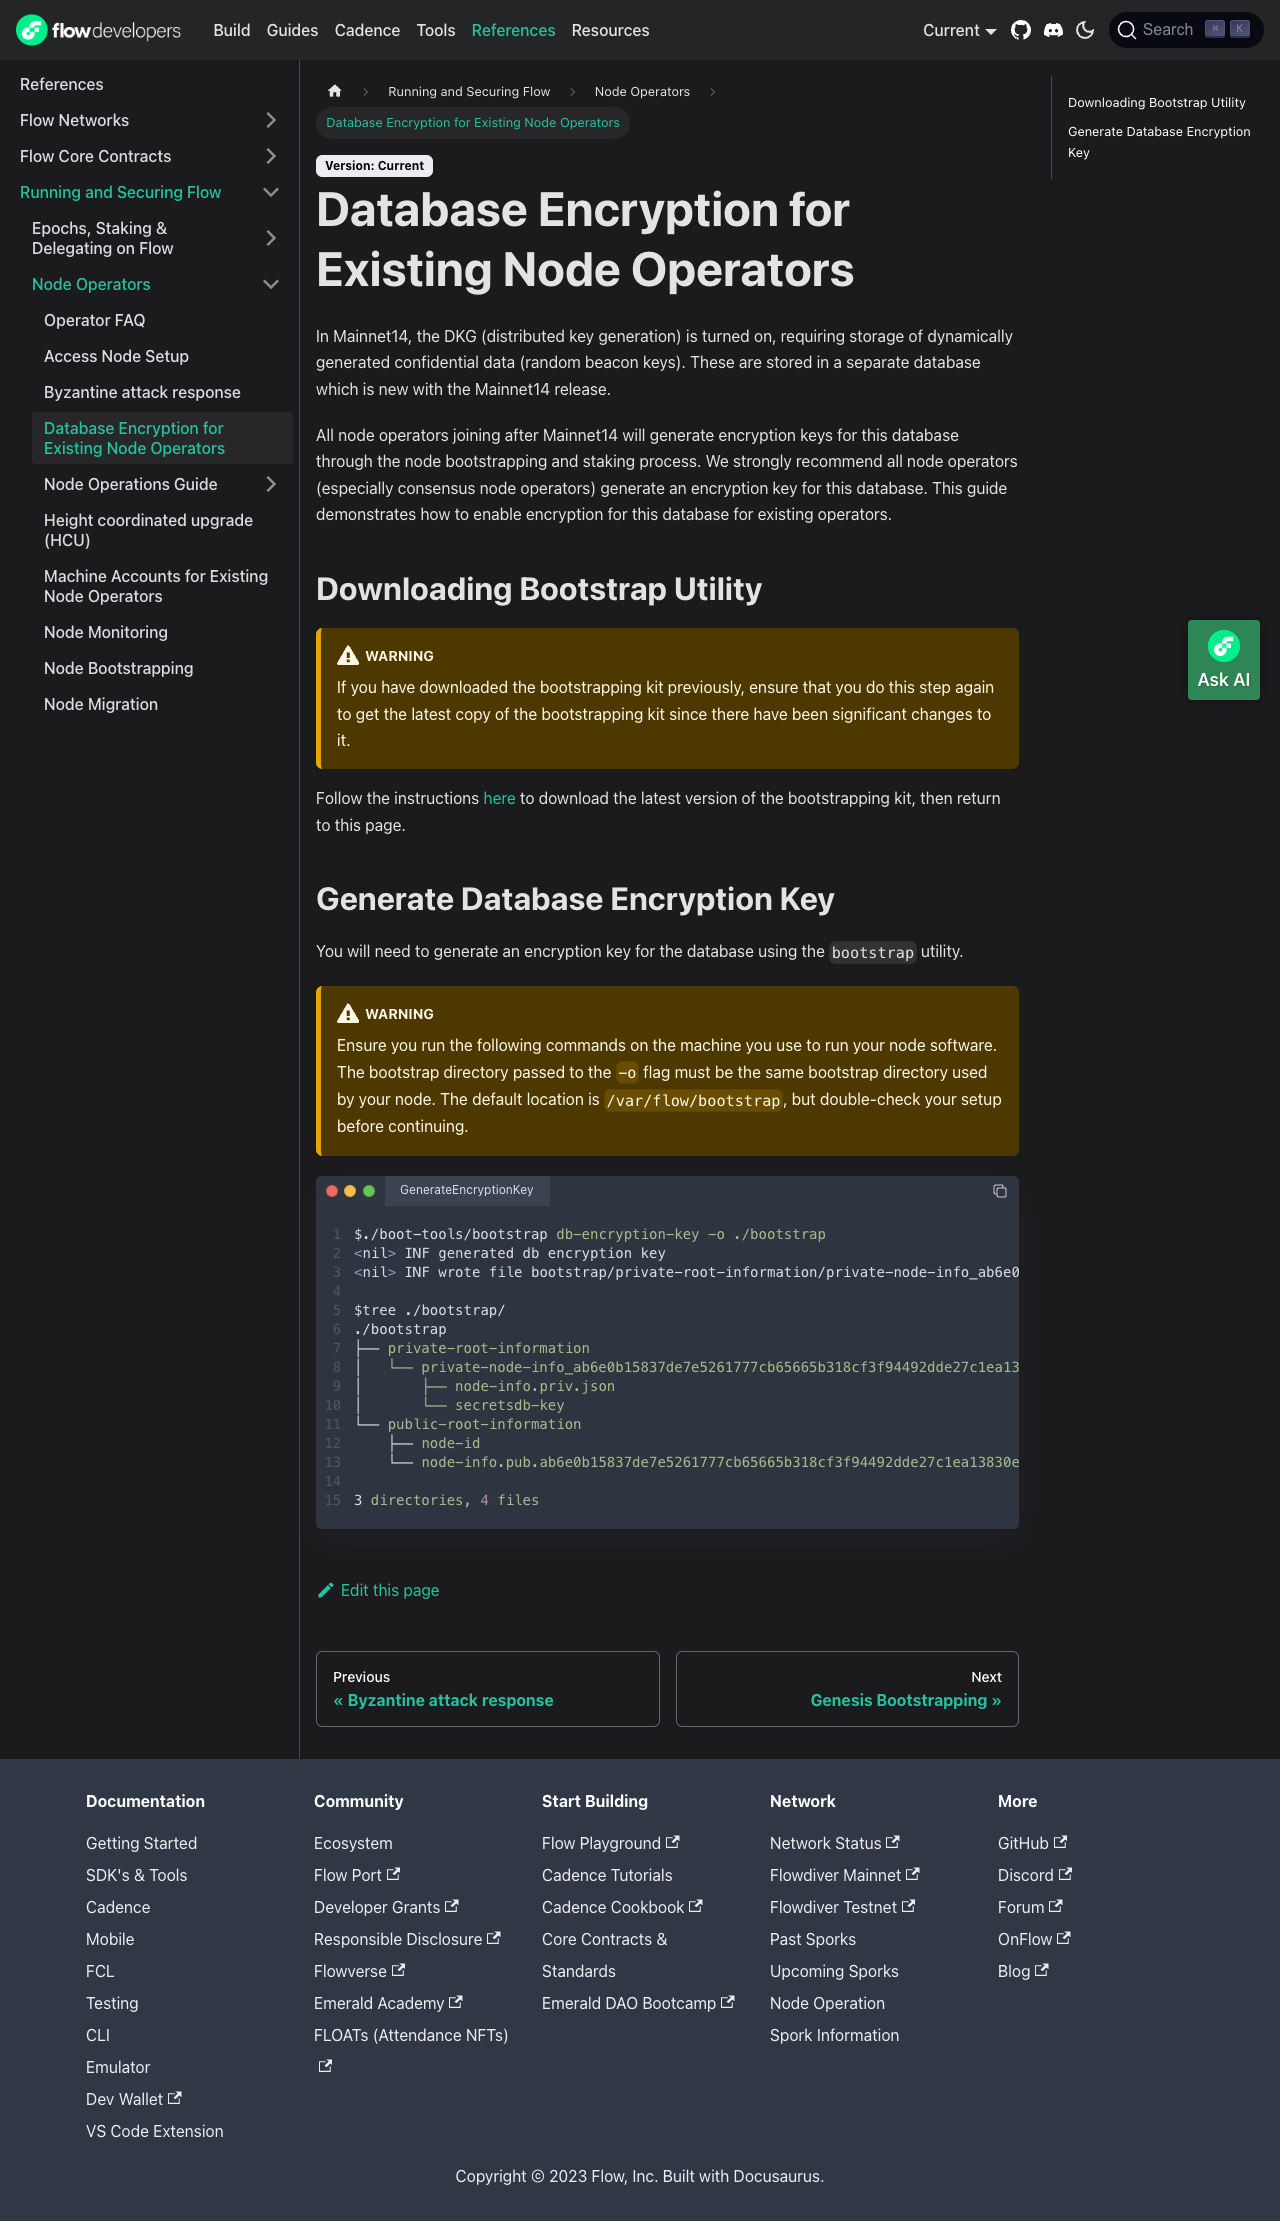 flowdevelopers
Build
Guides
Cadence
Tools
References
Resources
Current
Search
⌘
K
References
Flow Networks
Flow Core Contracts
Running and Securing Flow
Epochs, Staking &
Delegating on Flow
Node Operators
Operator FAQ
Access Node Setup
Byzantine attack response
Database Encryption for
Existing Node Operators
Node Operations Guide
Height coordinated upgrade
(HCU)
Machine Accounts for Existing
Node Operators
Node Monitoring
Node Bootstrapping
Node Migration
Running and Securing Flow
Node Operators
Database Encryption for Existing Node Operators
Version: Current
Database Encryption for
Existing Node Operators
In Mainnet14, the DKG (distributed key generation) is turned on, requiring storage of dynamically
generated confidential data (random beacon keys). These are stored in a separate database
which is new with the Mainnet14 release.
All node operators joining after Mainnet14 will generate encryption keys for this database
through the node bootstrapping and staking process. We strongly recommend all node operators
(especially consensus node operators) generate an encryption key for this database. This guide
demonstrates how to enable encryption for this database for existing operators.
Downloading Bootstrap Utility
WARNING
If you have downloaded the bootstrapping kit previously, ensure that you do this step again
to get the latest copy of the bootstrapping kit since there have been significant changes to
it.
Follow the instructions here to download the latest version of the bootstrapping kit, then return
to this page.
Generate Database Encryption Key
You will need to generate an encryption key for the database using the bootstrap utility.
WARNING
Ensure you run the following commands on the machine you use to run your node software.
The bootstrap directory passed to the -o flag must be the same bootstrap directory used
by your node. The default location is /var/flow/bootstrap, but double-check your setup
before continuing.
GenerateEncryptionKey
1 $./boot-tools/bootstrap db-encryption-key -o ./bootstrap
2 <nil> INF generated db encryption key
3 <nil> INF wrote file bootstrap/private-root-information/private-node-info_ab6e0
4
5 $tree ./bootstrap/
6 ./bootstrap
7 ├── private-root-information
8 │   └── private-node-info_ab6e0b15837de7e5261777cb65665b318cf3f94492dde27c1ea13
9 │       ├── node-info.priv.json
10 │       └── secretsdb-key
11 └── public-root-information
12     ├── node-id
13     └── node-info.pub.ab6e0b15837de7e5261777cb65665b318cf3f94492dde27c1ea13830e
14
15 3 directories, 4 files
Edit this page
Previous
« Byzantine attack response
Next
Genesis Bootstrapping »
Downloading Bootstrap Utility
Generate Database Encryption
Key
Ask AI
Documentation
Getting Started
SDK's & Tools
Cadence
Mobile
FCL
Testing
CLI
Emulator
Dev Wallet
VS Code Extension
Community
Ecosystem
Flow Port
Developer Grants
Responsible Disclosure
Flowverse
Emerald Academy
FLOATs (Attendance NFTs)
Start Building
Flow Playground
Cadence Tutorials
Cadence Cookbook
Core Contracts &
Standards
Emerald DAO Bootcamp
Network
Network Status
Flowdiver Mainnet
Flowdiver Testnet
Past Sporks
Upcoming Sporks
Node Operation
Spork Information
More
GitHub
Discord
Forum
OnFlow
Blog
Copyright © 2023 Flow, Inc. Built with Docusaurus.